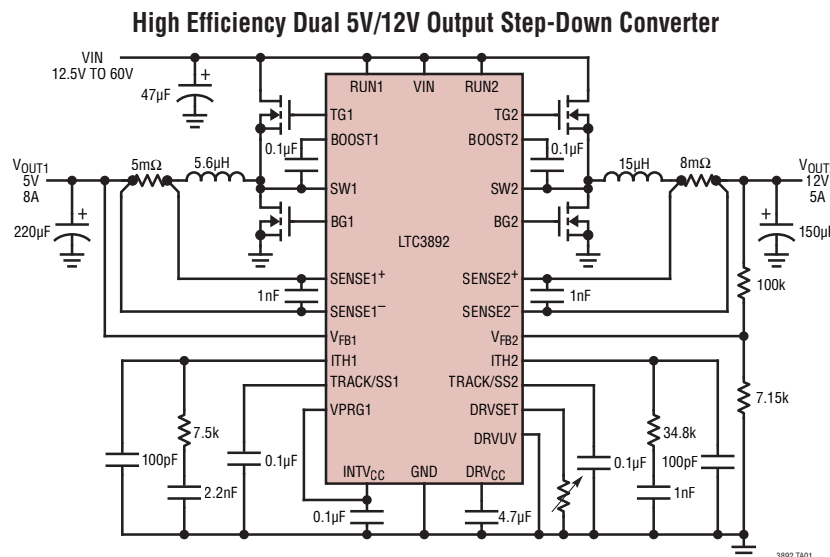 High Efficiency Dual 5V/12V Output Step-Down Converter
VIN
12.5V TO 60V
47µF
+
RUN1
VIN
RUN2
TG1
TG2
BOOST1
BOOST2
0.1µF
0.1µF
VOUT1
5V
8A
5mΩ
5.6µH
SW1
SW2
15µH
8mΩ
VOUT
12V
5A
220µF
+
BG1
BG2
LTC3892
+
150µF
SENSE1+
SENSE2+
1nF
1nF
100k
SENSE1−
SENSE2−
VFB1
VFB2
ITH1
ITH2
TRACK/SS1
TRACK/SS2
7.15k
7.5k
VPRG1
DRVSET
34.8k
DRVUV
100pF
0.1µF
0.1µF
100pF
2.2nF
INTVCC
GND
DRVCC
1nF
0.1µF
4.7µF
3892 TA01